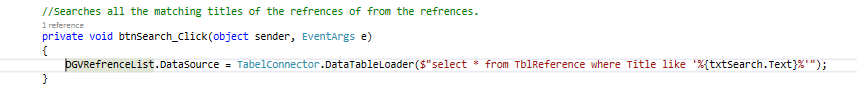 //Searches all the matching titles of the refrences of from the refrences.
1 reference
private void btnSearch_Click(object sender, EventArgs e)
{
DGVRefrenceList.DataSource = TabelConnector.DataTableLoader($"select * from TblReference where Title like '%{txtSearch.Text}%'");
}